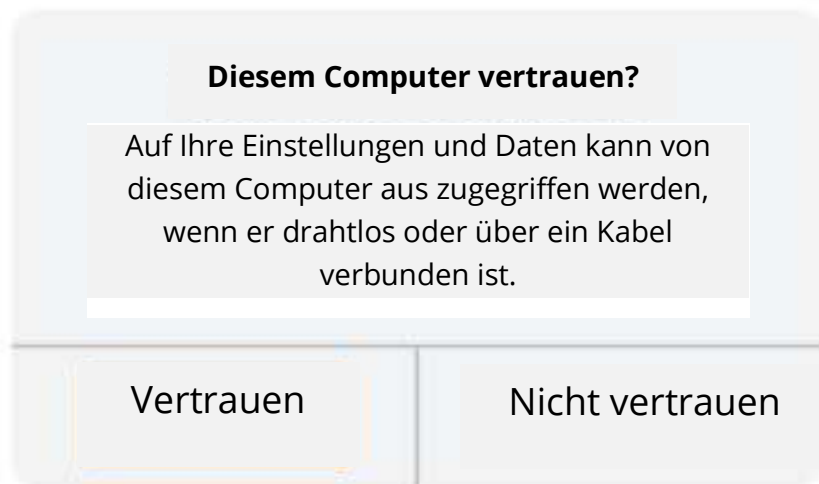 Diesem Computer vertrauen?
Auf Ihre Einstellungen und Daten kann von
diesem Computer aus zugegriffen werden,
wenn er drahtlos oder über ein Kabel
verbunden ist.
Vertrauen
Nicht vertrauen